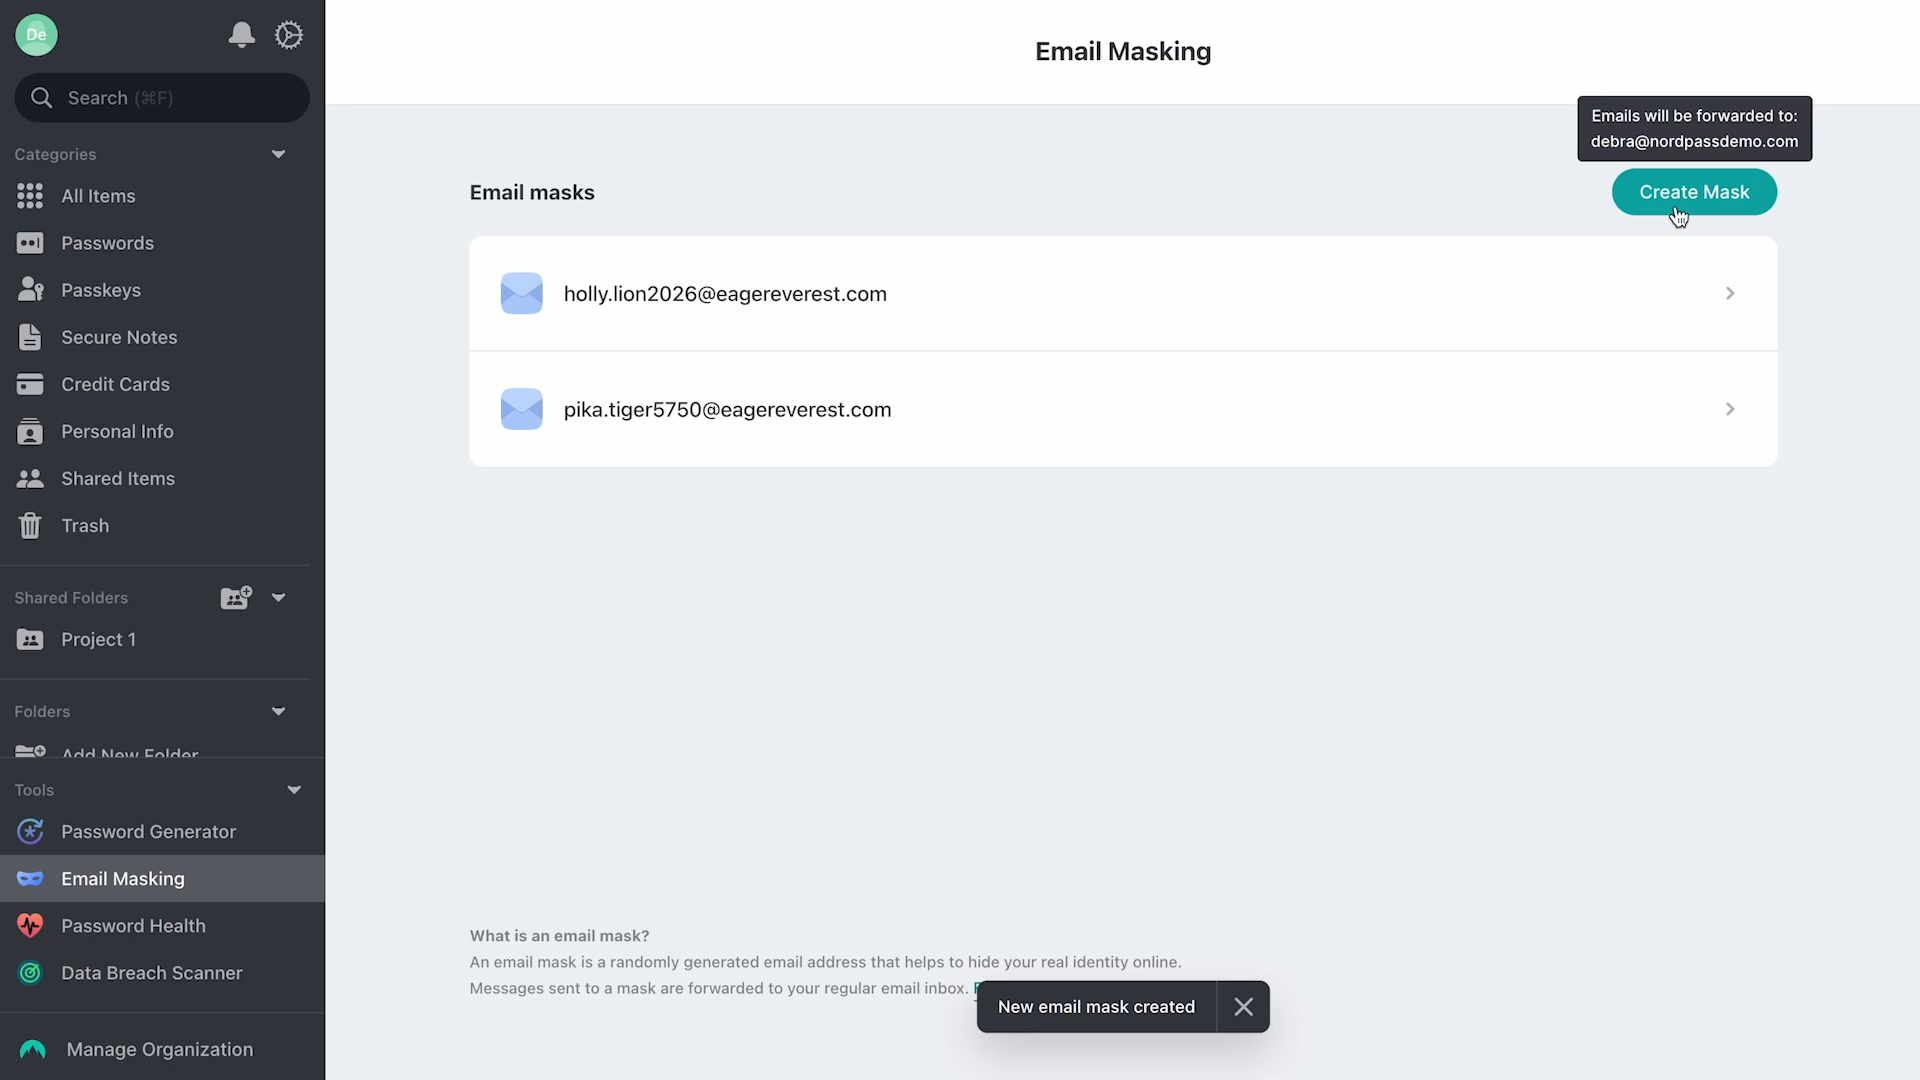 De
Search (⌘F)
Categories
All Items
Passwords
Passkeys
Secure Notes
Credit Cards
Personal Info
Shared Items
Trash
Shared Folders
Project 1
Folders
Add New Folder
Tools
Password Generator
Email Masking
Password Health
Data Breach Scanner
Manage Organization
Email Masking
Emails will be forwarded to:
debra@nordpassdemo.com
Email masks
Create Mask
holly.lion2026@eagereverest.com
pika.tiger5750@eagereverest.com
What is an email mask?
An email mask is a randomly generated email address that helps to hide your real identity online.
Messages sent to a mask are forwarded to your regular email inbox.
New email mask created